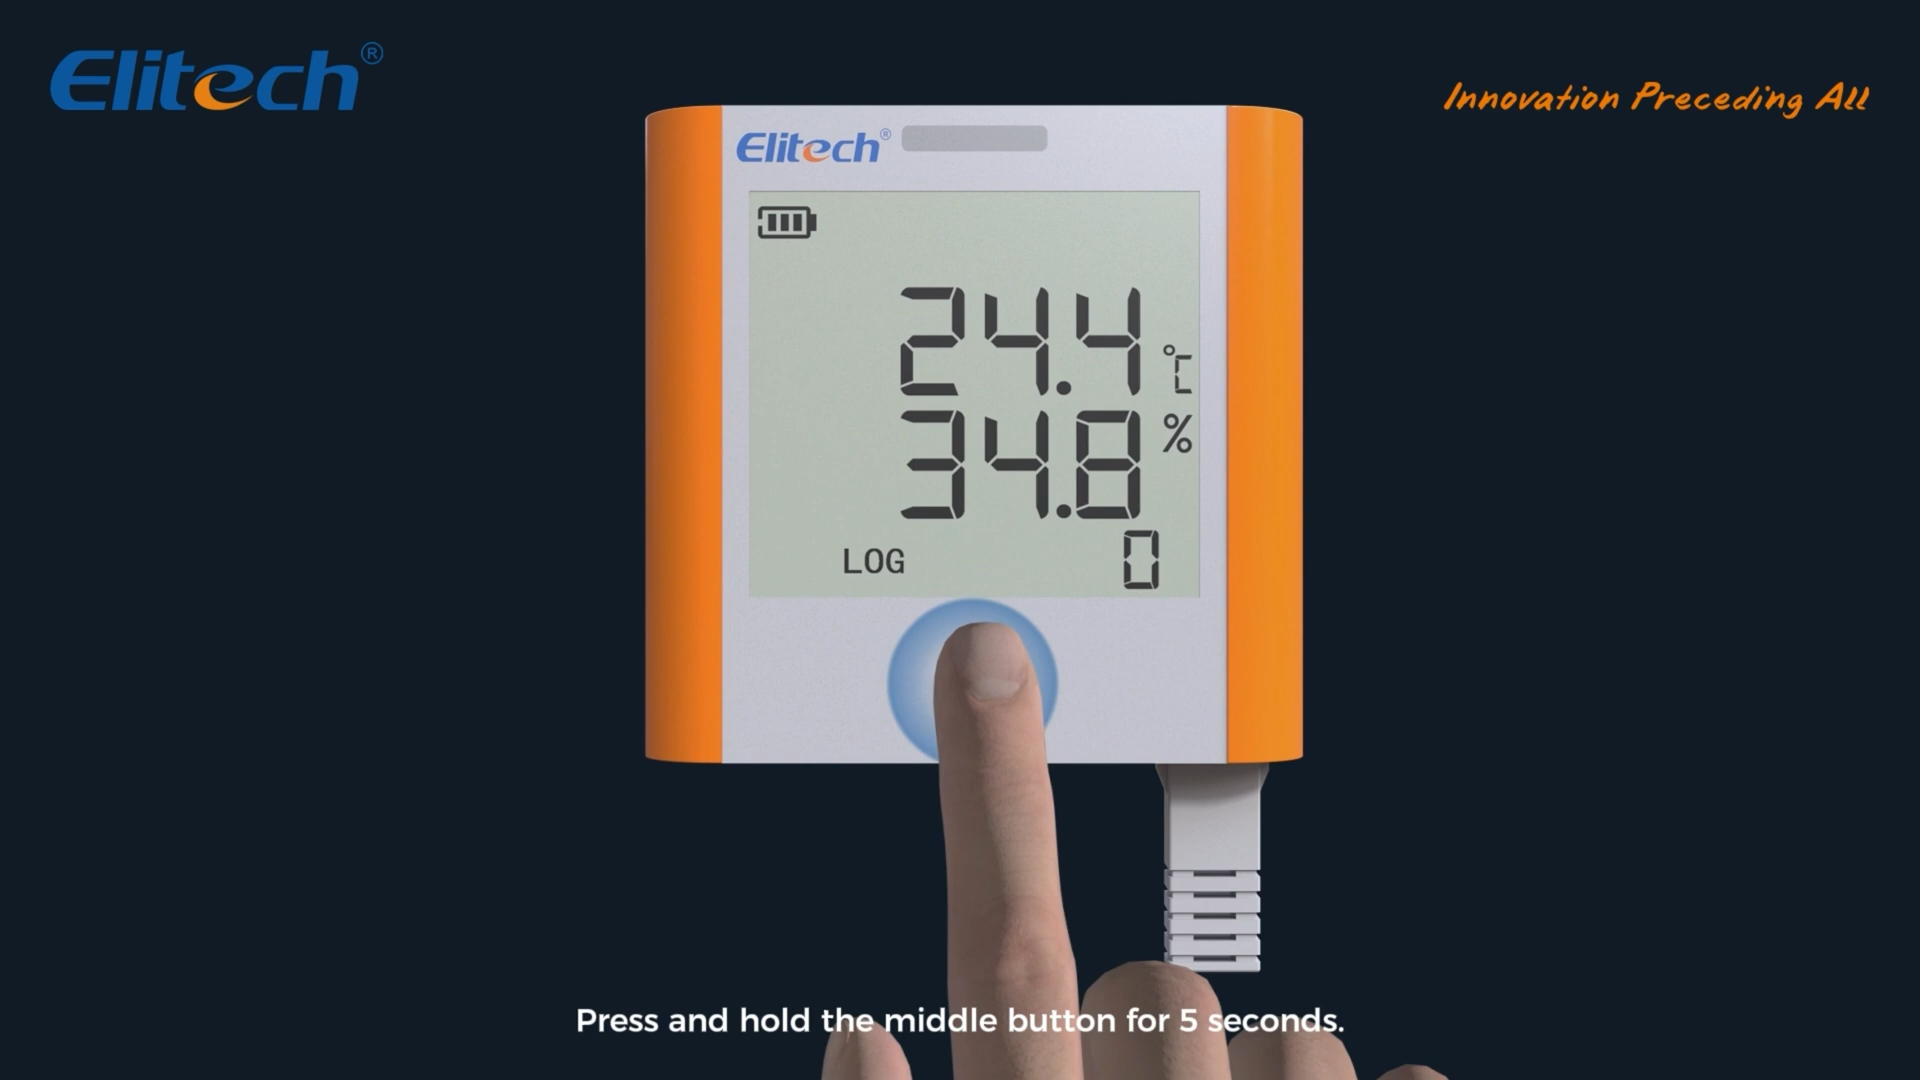 Elitech®
Innovation Preceding All
Elitech®
24.4 °C
34.8 %
LOG 0
Press and hold the middle button for 5 seconds.